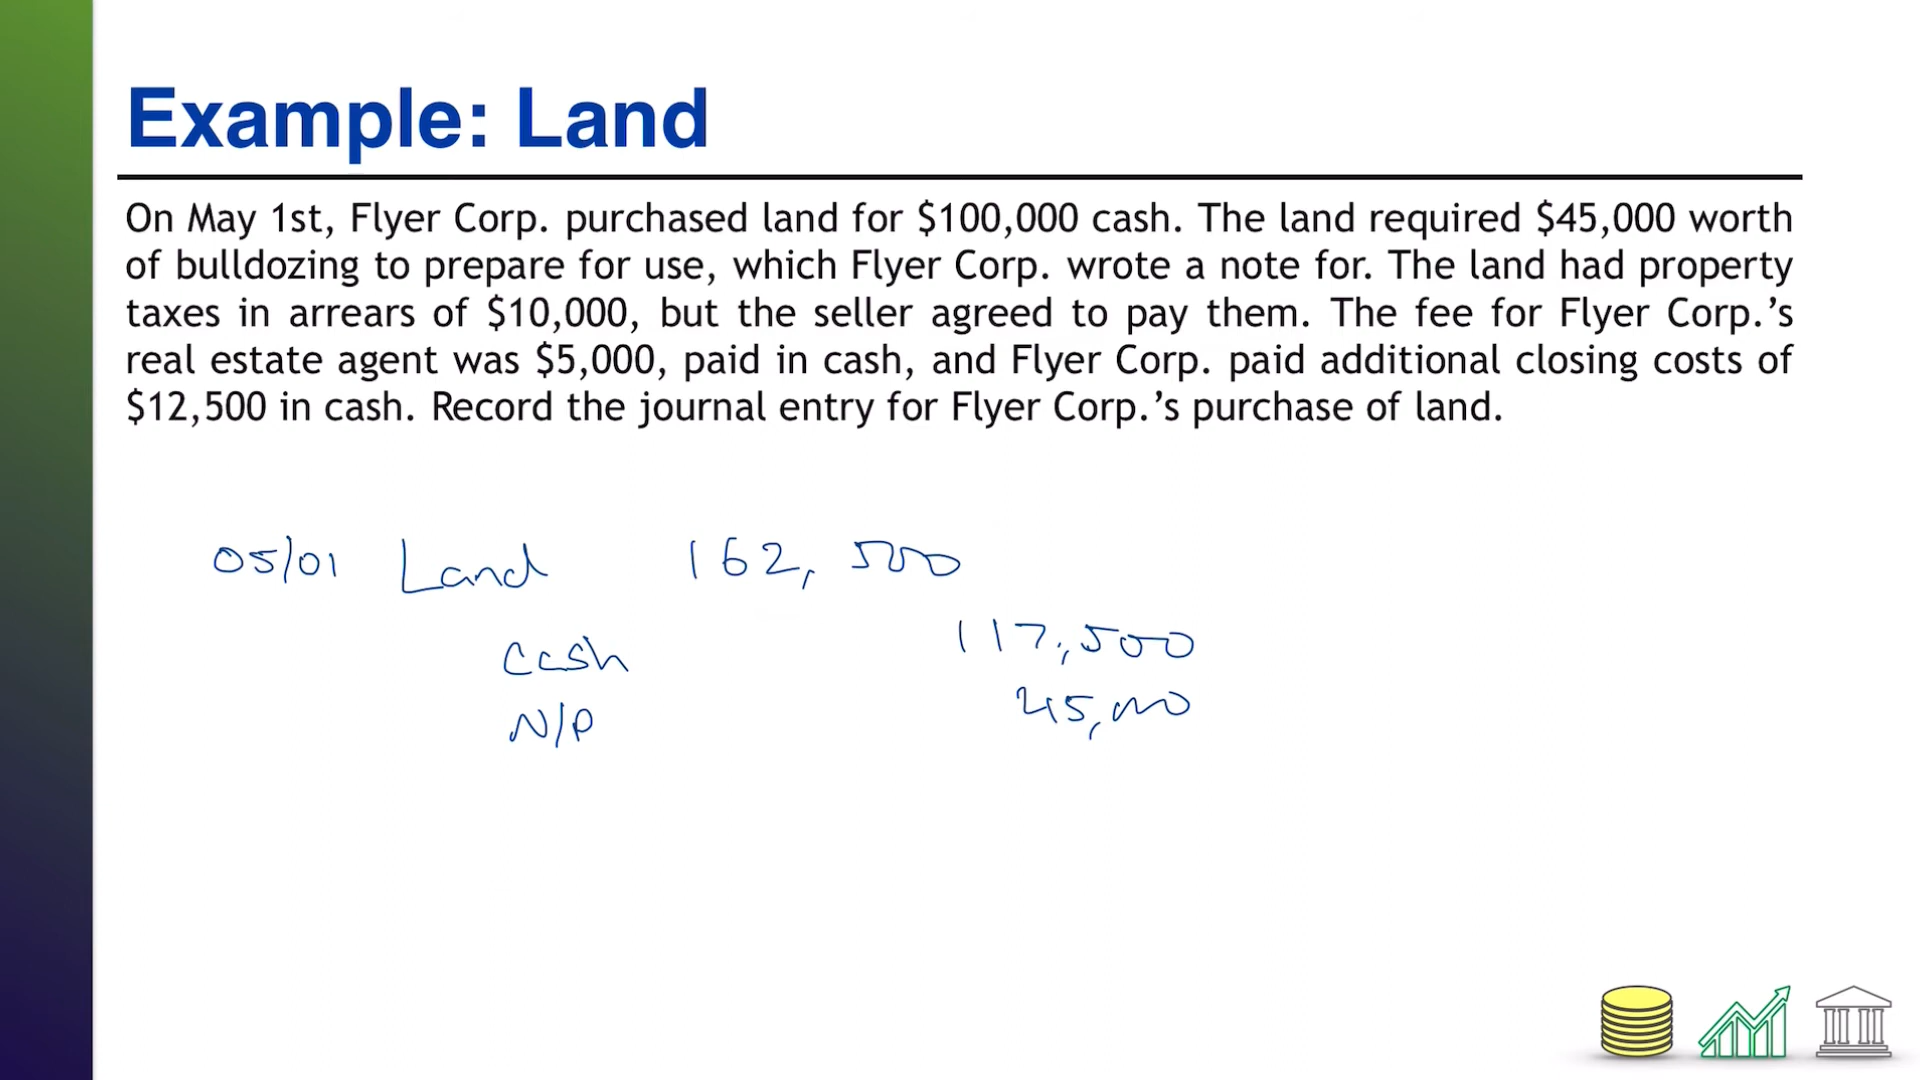 Example: Land
On May 1st, Flyer Corp. purchased land for $100,000 cash. The land required $45,000 worth
of bulldozing to prepare for use, which Flyer Corp. wrote a note for. The land had property
taxes in arrears of $10,000, but the seller agreed to pay them. The fee for Flyer Corp.’s
real estate agent was $5,000, paid in cash, and Flyer Corp. paid additional closing costs of
$12,500 in cash. Record the journal entry for Flyer Corp.’s purchase of land.
05/01 Land 162,500
Cash 117,500
N/P 45,000